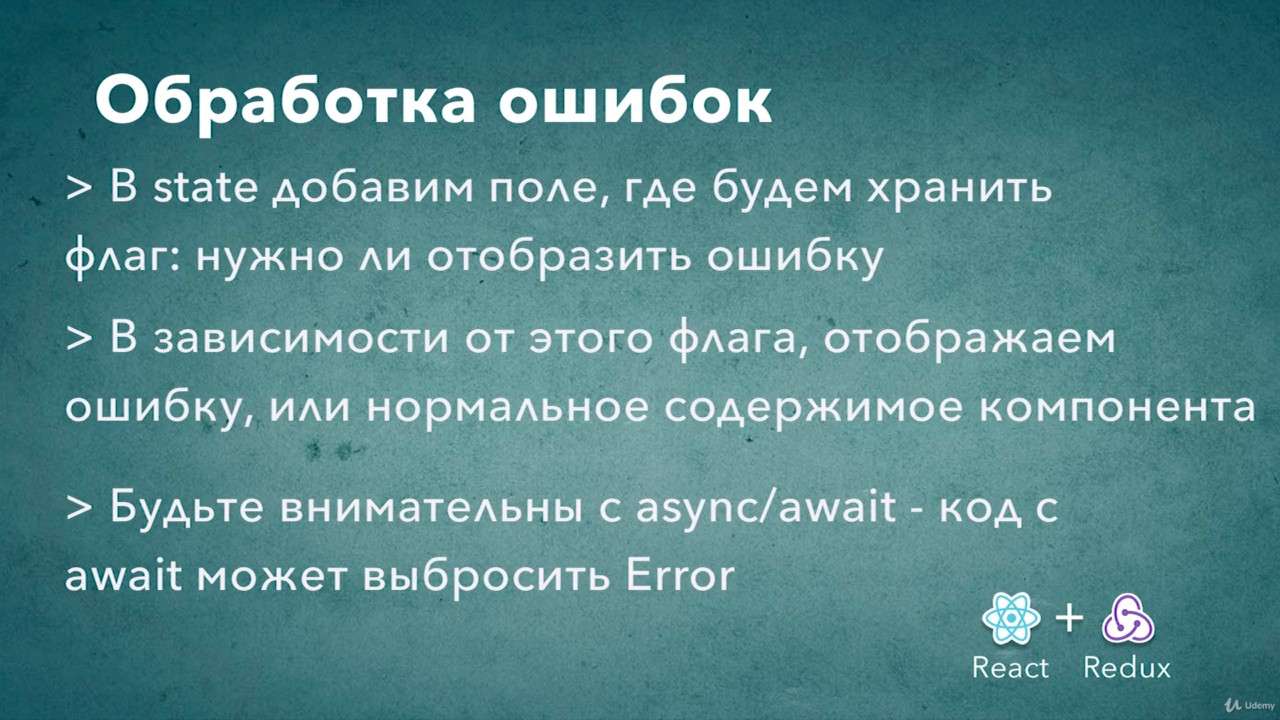 Обработка ошибок
> В state добавим поле, где будем хранить
флаг: нужно ли отобразить ошибку
> В зависимости от этого флага, отображаем
ошибку, или нормальное содержимое компонента
> Будьте внимательны с async/await - код с
await может выбросить Error
+
React Redux
Udemy